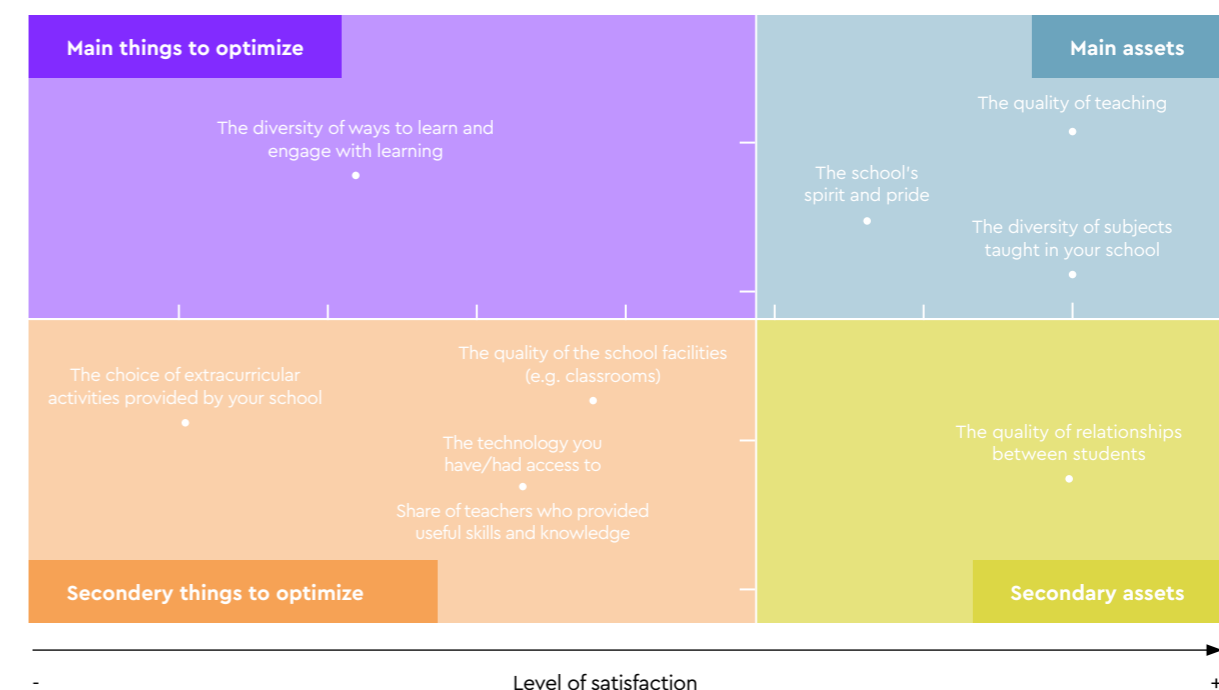 Main things to optimize
Main assets
The quality of teaching
The diversity of ways to learn and
engage with learning
The school's
spirit and pride
The diversity of subjects
taught in your school
The quality of the school facilities
(e.g. classrooms)
The choice of extracurricular
activities provided by your school
The technology you
have/had access to
The quality of relationships
between students
Share of teachers who provided
useful skills and knowledge
Secondery things to optimize
Secondary assets
-
Level of satisfaction
+